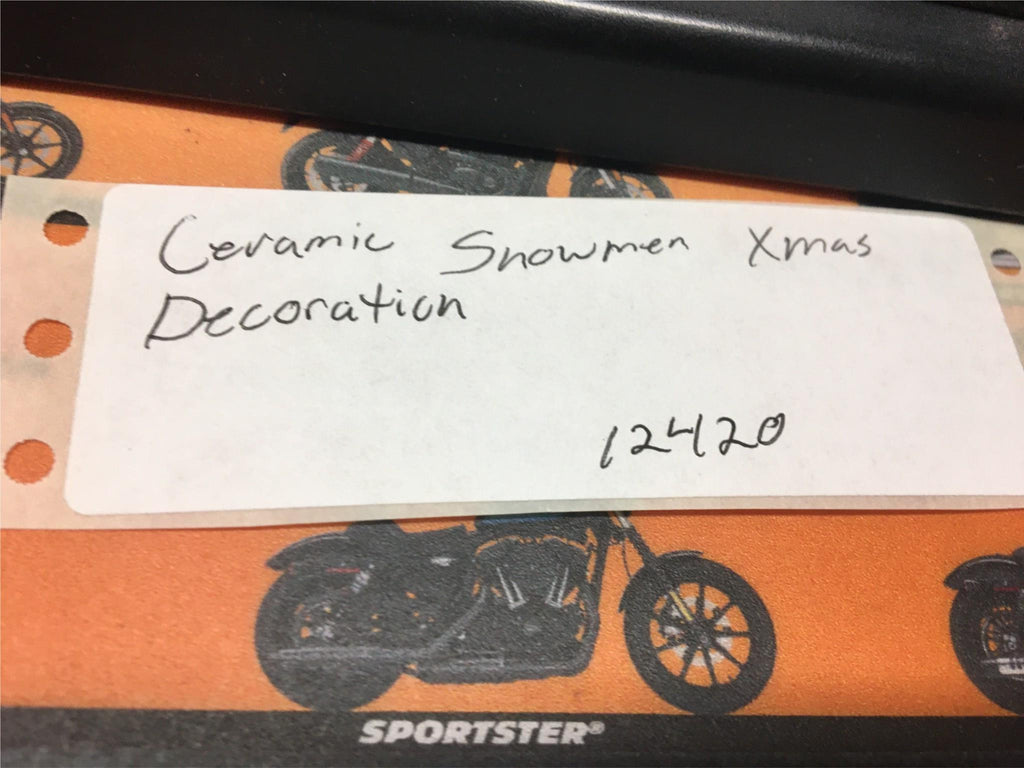 Ceramic Snowmen Xmas
Decoration
12420
SPORTSTER®